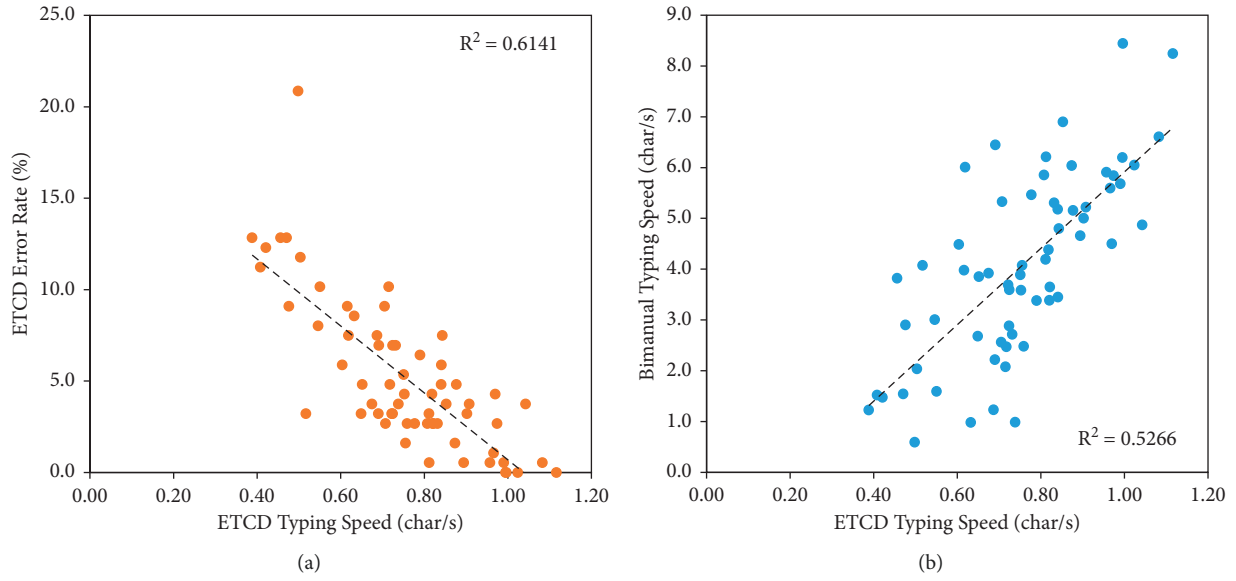 25.0
20.0
15.0
10.0
5.0
0.0
ETCD Error Rate (%)
R² = 0.6141
0.00 0.20 0.40 0.60 0.80 1.00 1.20
ETCD Typing Speed (char/s)
(a)
9.0
8.0
7.0
6.0
5.0
4.0
3.0
2.0
1.0
0.0
Bimanual Typing Speed (char/s)
R² = 0.5266
0.00 0.20 0.40 0.60 0.80 1.00 1.20
ETCD Typing Speed (char/s)
(b)